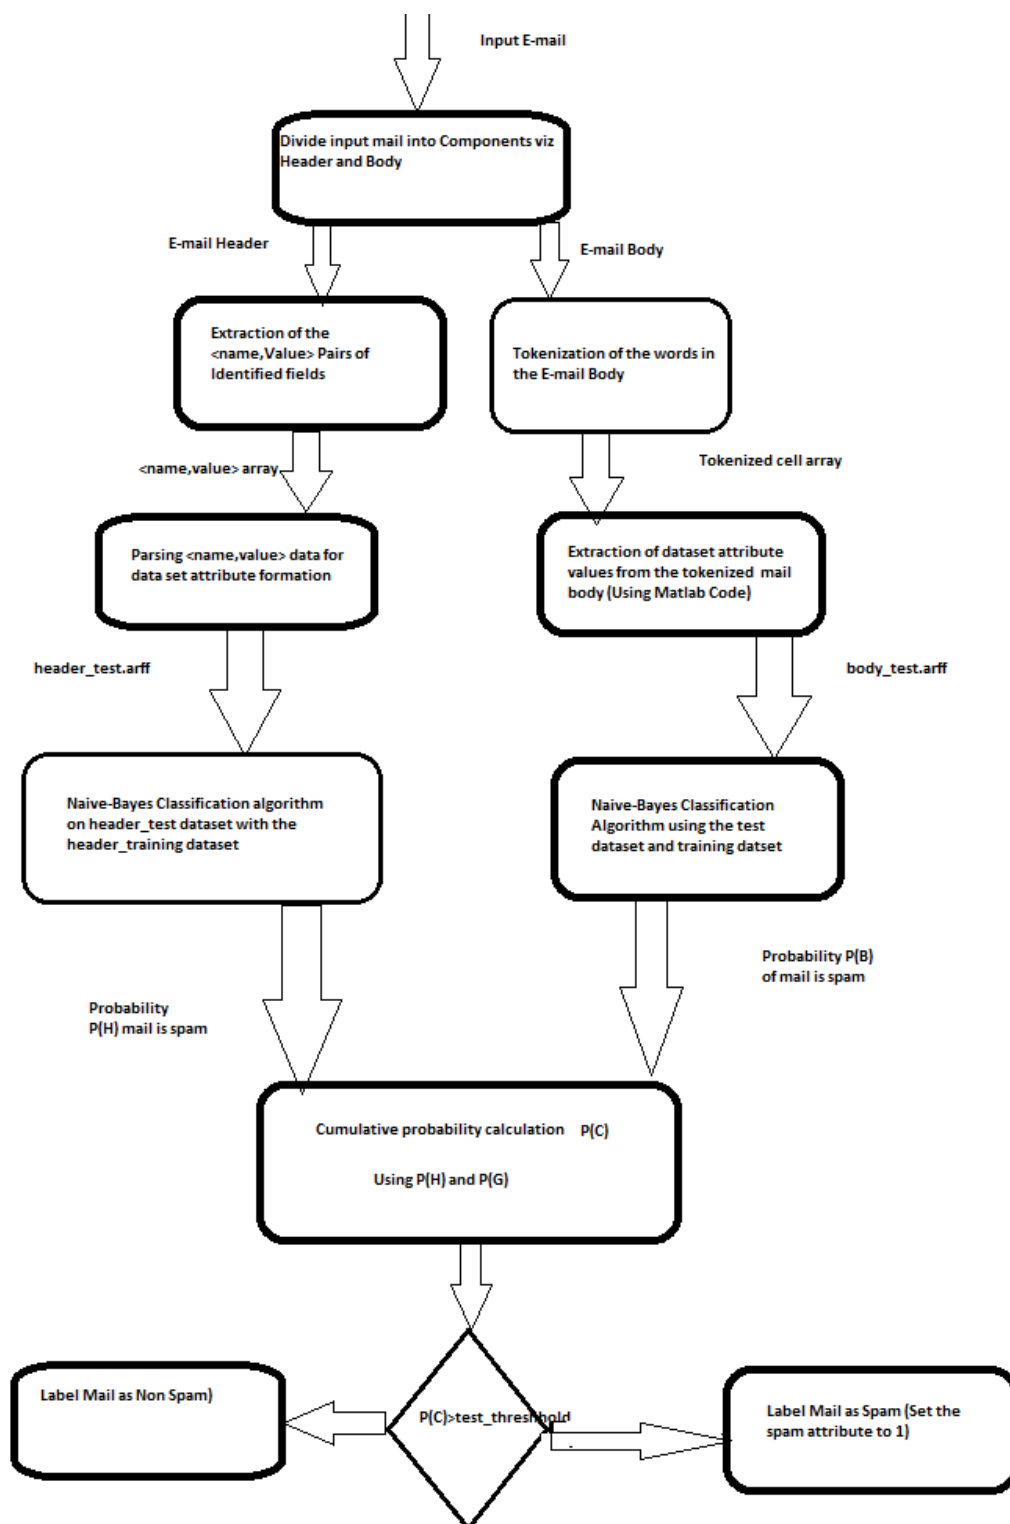 Input E-mail
Divide input mail into Components viz
Header and Body
E-mail Header
E-mail Body
Extraction of the
<name,Value> Pairs of
Identified fields
Tokenization of the words in
the E-mail Body
<name,value> array
Tokenized cell array
Parsing <name,value> data for
data set attribute formation
Extraction of dataset attribute
values from the tokenized mail
body (Using Matlab Code)
header_test.arff
body_test.arff
Naive-Bayes Classification algorithm
on header_test dataset with the
header_training dataset
Naive-Bayes Classification
Algorithm using the test
dataset and training datset
Probability
P(H) mail is spam
Probability P(B)
of mail is spam
Cumulative probability calculation P(C)
Using P(H) and P(G)
P(C)>test_threshhold
Label Mail as Non Spam)
Label Mail as Spam (Set the
spam attribute to 1)